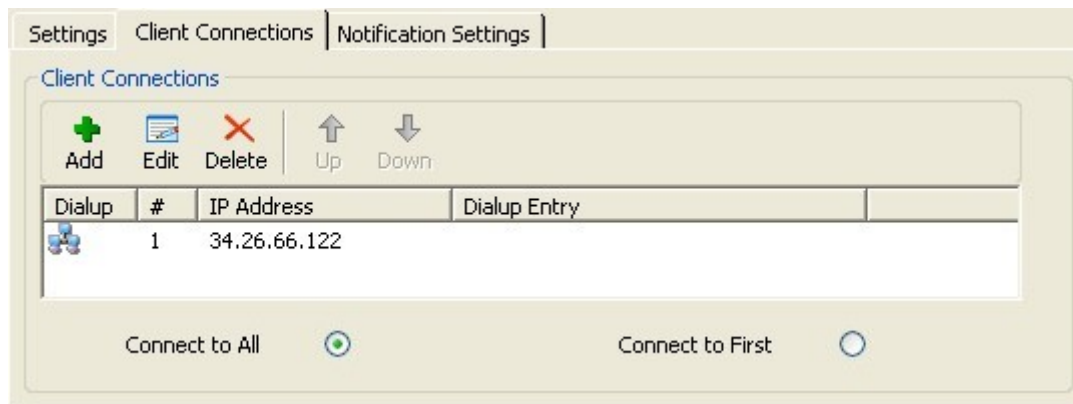 Settings Client Connections Notification Settings
Client Connections
Add Edit Delete Up Down
Dialup # IP Address Dialup Entry
1 34.26.66.122
Connect to All Connect to First